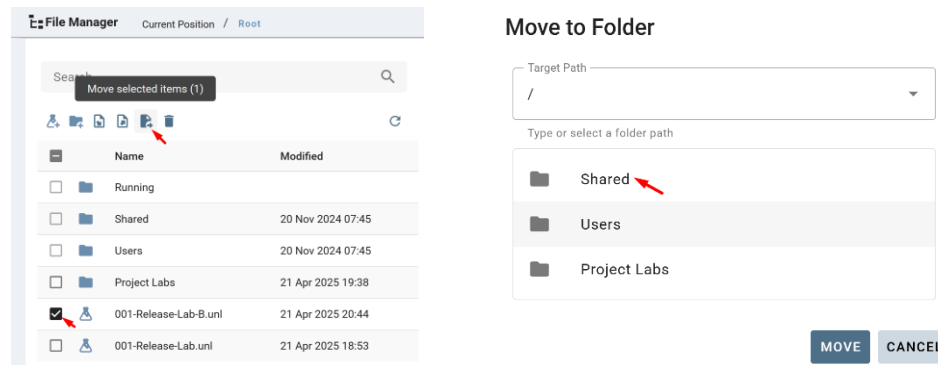 File Manager Current Position / Root
Search
Move selected items (1)
Name Modified
Running
Shared 20 Nov 2024 07:45
Users 20 Nov 2024 07:45
Project Labs 21 Apr 2025 19:38
001-Release-Lab-B.unl 21 Apr 2025 20:44
001-Release-Lab.unl 21 Apr 2025 18:53
Move to Folder
Target Path
/
Type or select a folder path
Shared
Users
Project Labs
MOVE CANCEL